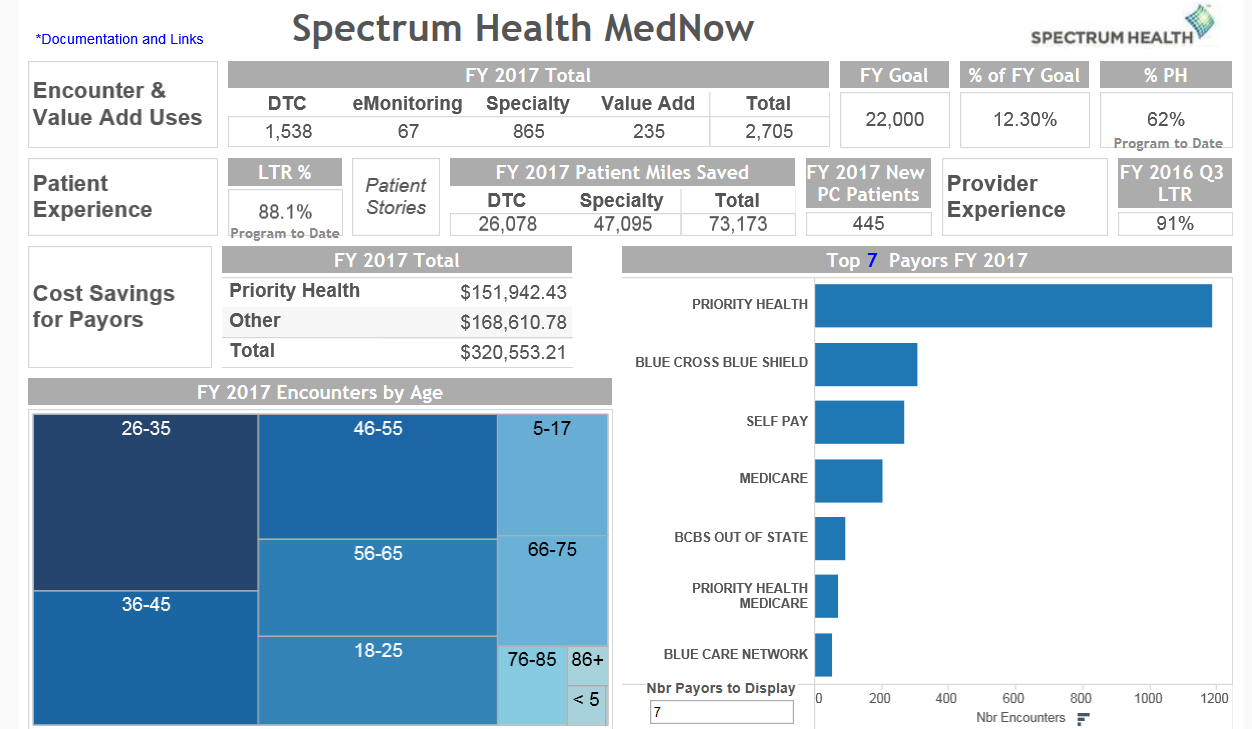 Spectrum Health MedNow
*Documentation and Links
SPECTRUM HEALTH
Encounter &
Value Add Uses
FY 2017 Total
DTC eMonitoring Specialty Value Add Total
1,538 67 865 235 2,705
FY Goal
22,000
% of FY Goal
12.30%
% PH
62%
Program to Date
Patient
Experience
LTR %
88.1%
Program to Date
Patient
Stories
FY 2017 Patient Miles Saved
DTC Specialty Total
26,078 47,095 73,173
FY 2017 New
PC Patients
445
Provider
Experience
FY 2016 Q3
LTR
91%
Cost Savings
for Payors
FY 2017 Total
Priority Health $151,942.43
Other $168,610.78
Total $320,553.21
FY 2017 Encounters by Age
26-35
46-55
5-17
56-65
66-75
36-45
18-25
76-85
86+
< 5
Top 7 Payors FY 2017
PRIORITY HEALTH
BLUE CROSS BLUE SHIELD
SELF PAY
MEDICARE
BCBS OUT OF STATE
PRIORITY HEALTH
MEDICARE
BLUE CARE NETWORK
Nbr Payors to Display
7
0 200 400 600 800 1000 1200
Nbr Encounters